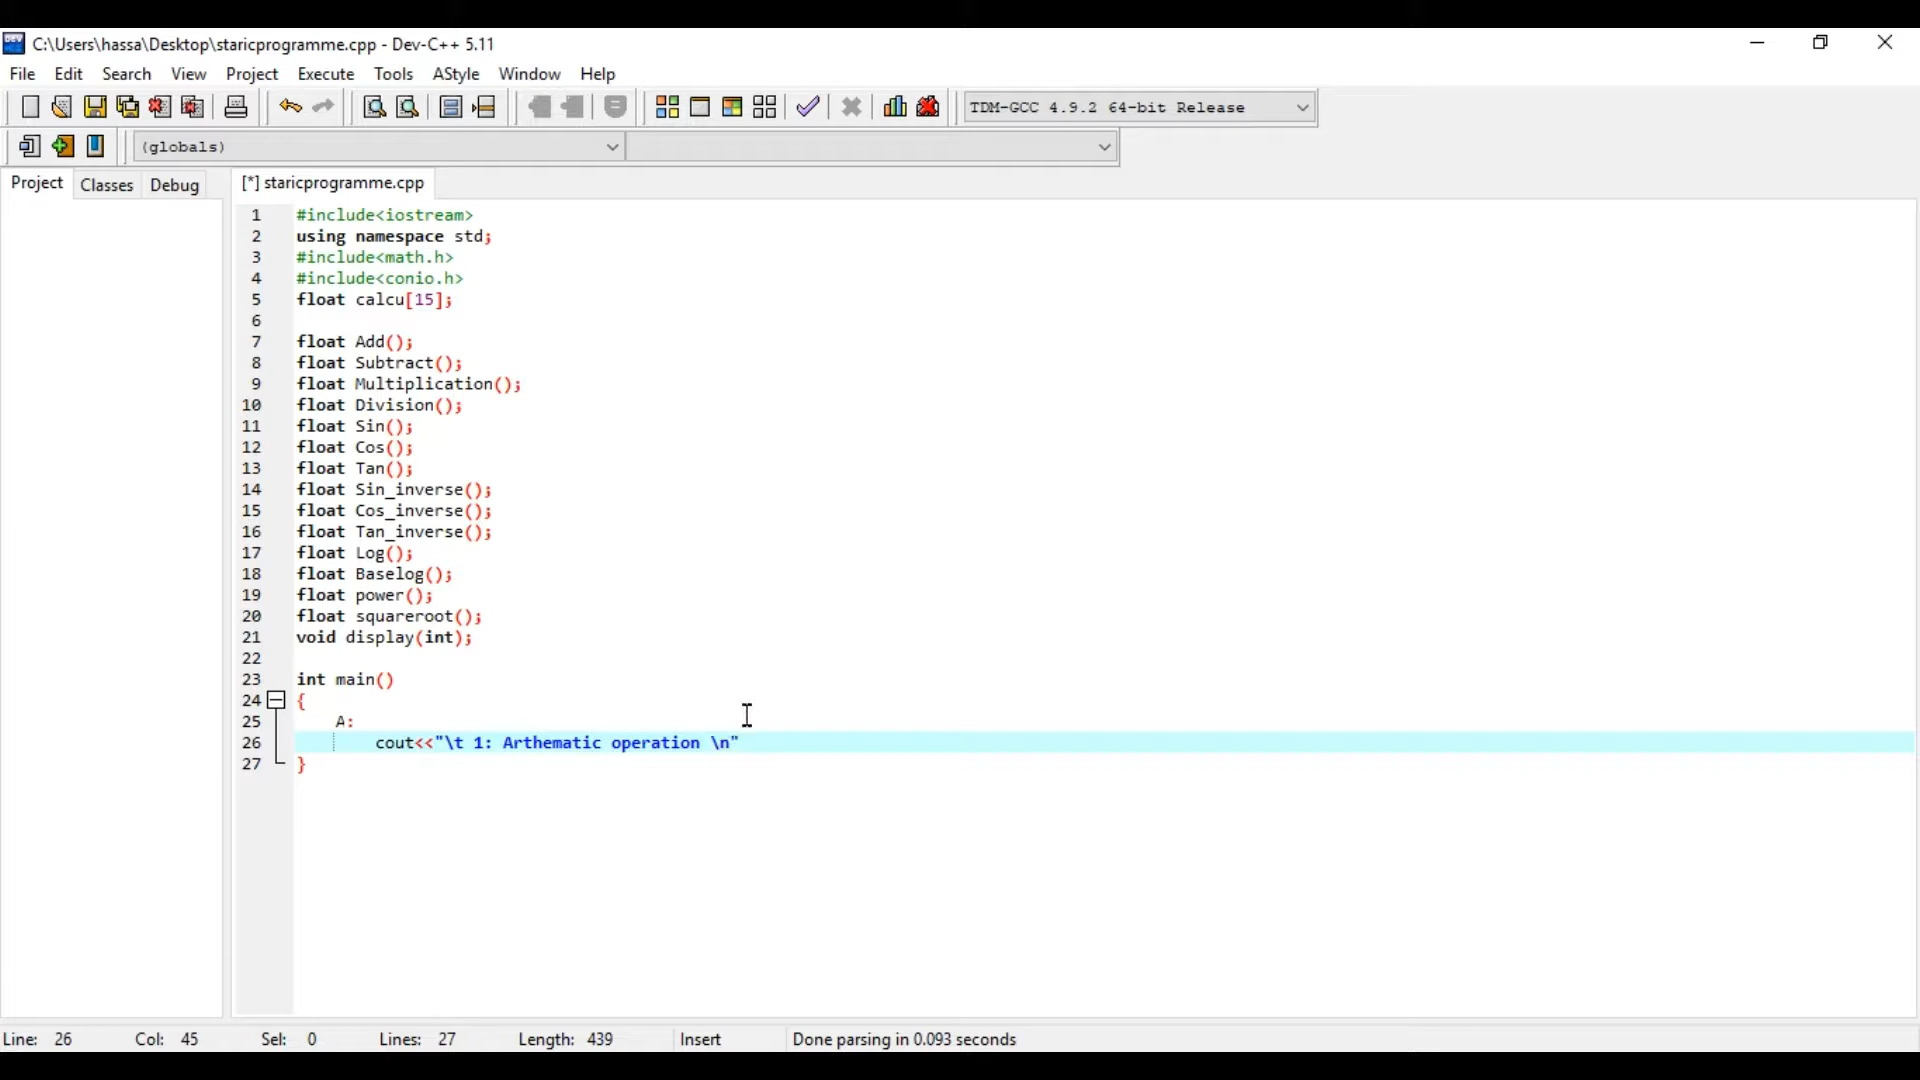 C:\Users\hassa\Desktop\staricprogramme.cpp - Dev-C++ 5.11
File Edit Search View Project Execute Tools AStyle Window Help
TDM-GCC 4.9.2 64-bit Release
(globals)
Project Classes Debug [*] staricprogramme.cpp
1 #include<iostream>
2 using namespace std;
3 #include<math.h>
4 #include<conio.h>
5 float calcu[15];
6
7 float Add();
8 float Subtract();
9 float Multiplication();
10 float Division();
11 float Sin();
12 float Cos();
13 float Tan();
14 float Sin_inverse();
15 float Cos_inverse();
16 float Tan_inverse();
17 float Log();
18 float Baselog();
19 float power();
20 float squareroot();
21 void display(int);
22
23 int main()
24 {
25 A:
26 cout<<"\t 1: Arthematic operation \n"
27 }
Line: 26 Col: 45 Sel: 0 Lines: 27 Length: 439 Insert Done parsing in 0.093 seconds